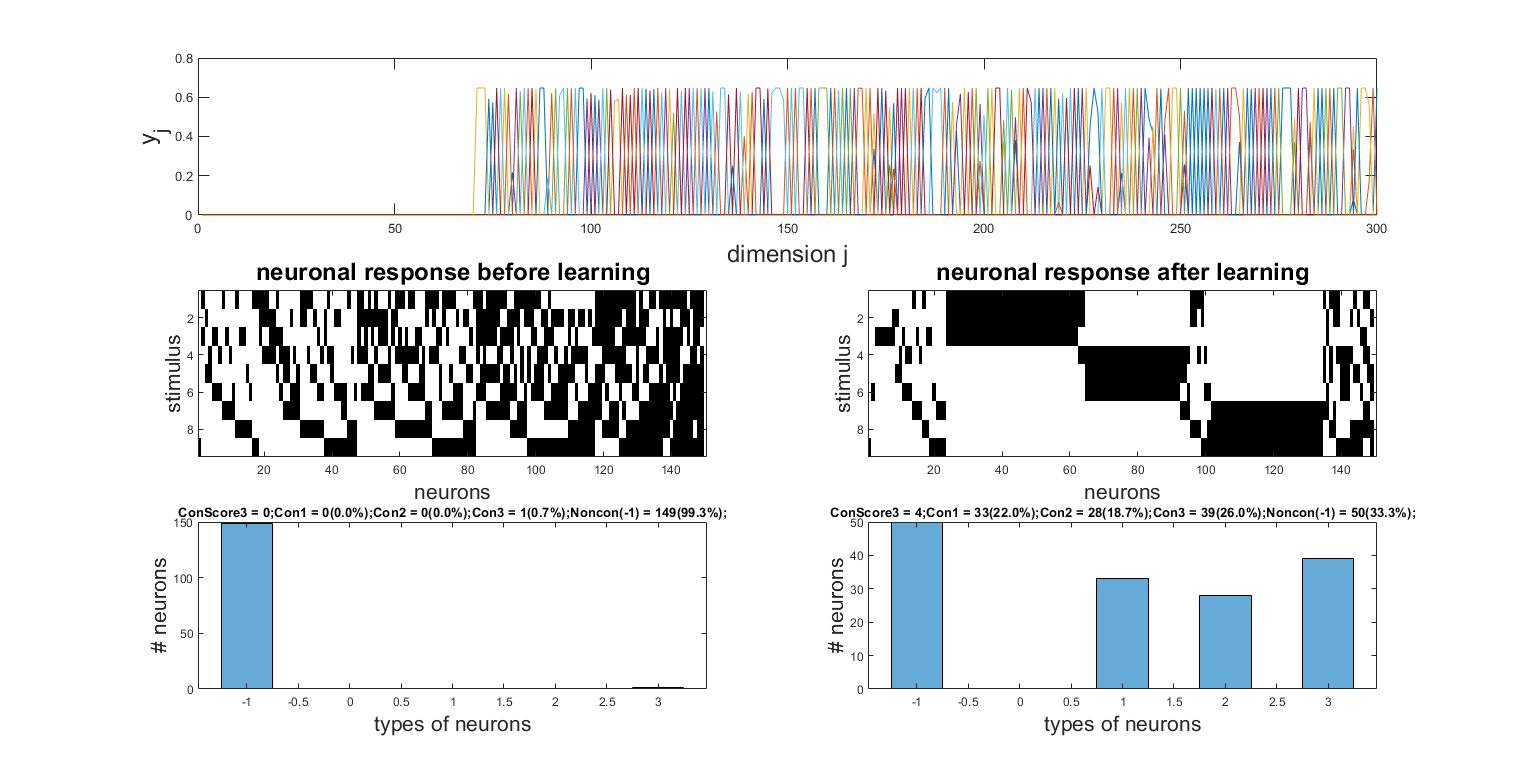 0.8
0.6
0.4
0.2
0
y_j
0 50 100 150 200 250 300
dimension j
neuronal response before learning
2
4
6
8
stimulus
20 40 60 80 100 120 140
neurons
neuronal response after learning
2
4
6
8
stimulus
20 40 60 80 100 120 140
neurons
ConScore3 = 0;Con1 = 0(0.0%);Con2 = 0(0.0%);Con3 = 1(0.7%);Noncon(-1) = 149(99.3%);
150
100
50
0
# neurons
-1 -0.5 0 0.5 1 1.5 2 2.5 3
types of neurons
ConScore3 = 4;Con1 = 33(22.0%);Con2 = 28(18.7%);Con3 = 39(26.0%);Noncon(-1) = 50(33.3%);
50
40
30
20
10
0
# neurons
-1 -0.5 0 0.5 1 1.5 2 2.5 3
types of neurons